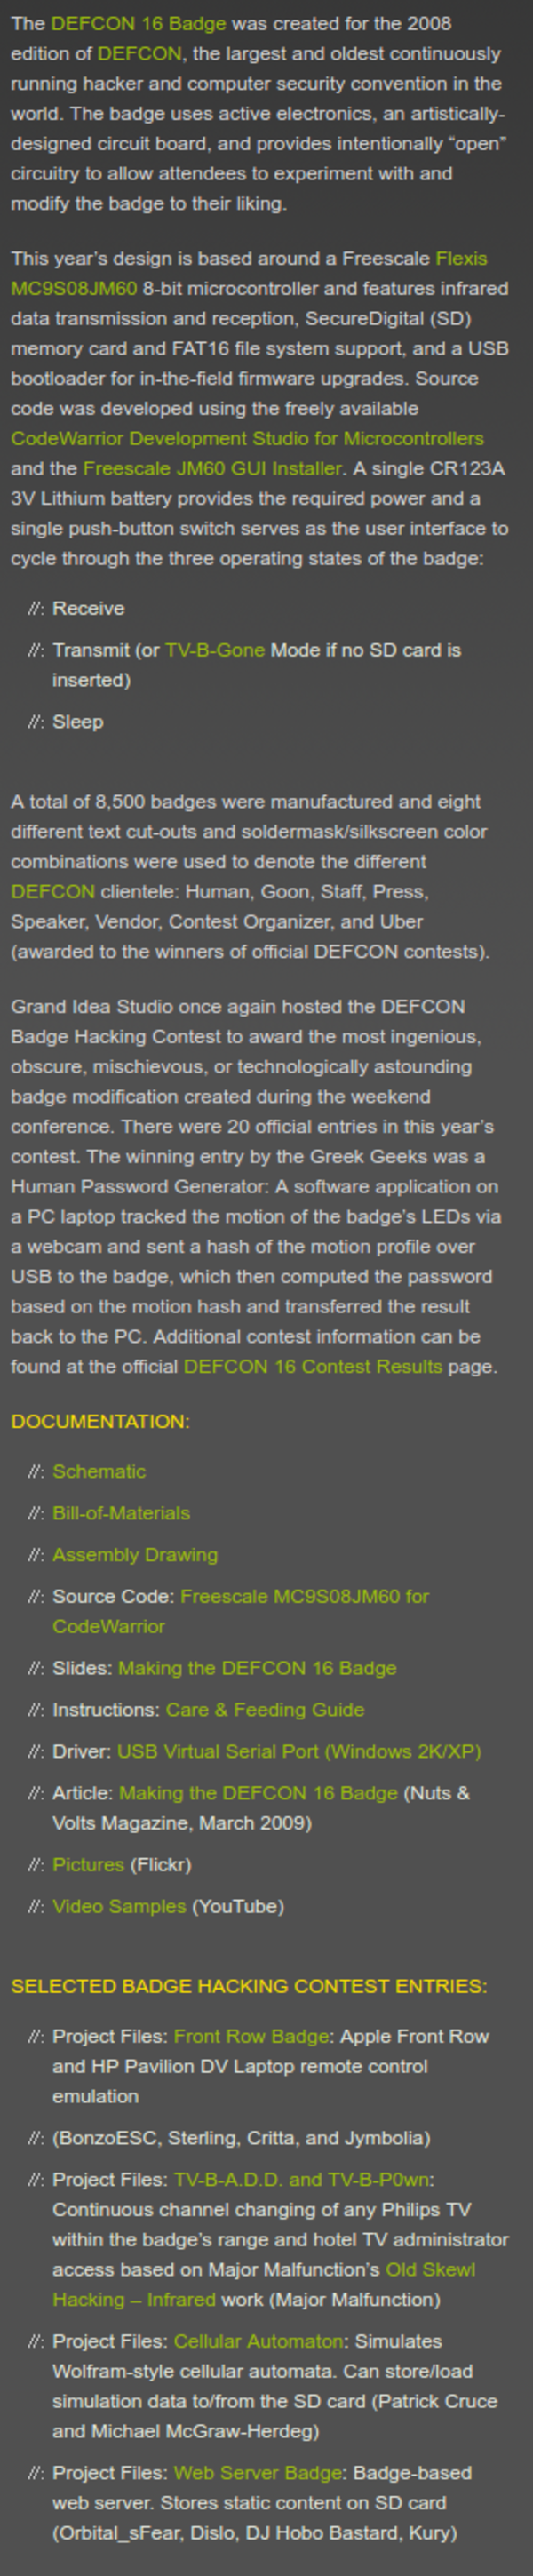 The DEFCON 16 Badge was created for the 2008
edition of DEFCON, the largest and oldest continuously
running hacker and computer security convention in the
world. The badge uses active electronics, an artistically-
designed circuit board, and provides intentionally “open”
circuitry to allow attendees to experiment with and
modify the badge to their liking.
This year’s design is based around a Freescale Flexis
MC9S08JM60 8-bit microcontroller and features infrared
data transmission and reception, SecureDigital (SD)
memory card and FAT16 file system support, and a USB
bootloader for in-the-field firmware upgrades. Source
code was developed using the freely available
CodeWarrior Development Studio for Microcontrollers
and the Freescale JM60 GUI Installer. A single CR123A
3V Lithium battery provides the required power and a
single push-button switch serves as the user interface to
cycle through the three operating states of the badge:
//: Receive
//: Transmit (or TV-B-Gone Mode if no SD card is
inserted)
//: Sleep
A total of 8,500 badges were manufactured and eight
different text cut-outs and soldermask/silkscreen color
combinations were used to denote the different
DEFCON clientele: Human, Goon, Staff, Press,
Speaker, Vendor, Contest Organizer, and Uber
(awarded to the winners of official DEFCON contests).
Grand Idea Studio once again hosted the DEFCON
Badge Hacking Contest to award the most ingenious,
obscure, mischievous, or technologically astounding
badge modification created during the weekend
conference. There were 20 official entries in this year’s
contest. The winning entry by the Greek Geeks was a
Human Password Generator: A software application on
a PC laptop tracked the motion of the badge’s LEDs via
a webcam and sent a hash of the motion profile over
USB to the badge, which then computed the password
based on the motion hash and transferred the result
back to the PC. Additional contest information can be
found at the official DEFCON 16 Contest Results page.
DOCUMENTATION:
//: Schematic
//: Bill-of-Materials
//: Assembly Drawing
//: Source Code: Freescale MC9S08JM60 for
CodeWarrior
//: Slides: Making the DEFCON 16 Badge
//: Instructions: Care & Feeding Guide
//: Driver: USB Virtual Serial Port (Windows 2K/XP)
//: Article: Making the DEFCON 16 Badge (Nuts &
Volts Magazine, March 2009)
//: Pictures (Flickr)
//: Video Samples (YouTube)
SELECTED BADGE HACKING CONTEST ENTRIES:
//: Project Files: Front Row Badge: Apple Front Row
and HP Pavilion DV Laptop remote control
emulation
//: (BonzoESC, Sterling, Critta, and Jymbolia)
//: Project Files: TV-B-A.D.D. and TV-B-P0wn:
Continuous channel changing of any Philips TV
within the badge’s range and hotel TV administrator
access based on Major Malfunction’s Old Skewl
Hacking – Infrared work (Major Malfunction)
//: Project Files: Cellular Automaton: Simulates
Wolfram-style cellular automata. Can store/load
simulation data to/from the SD card (Patrick Cruce
and Michael McGraw-Herdeg)
//: Project Files: Web Server Badge: Badge-based
web server. Stores static content on SD card
(Orbital_sFear, Dislo, DJ Hobo Bastard, Kury)